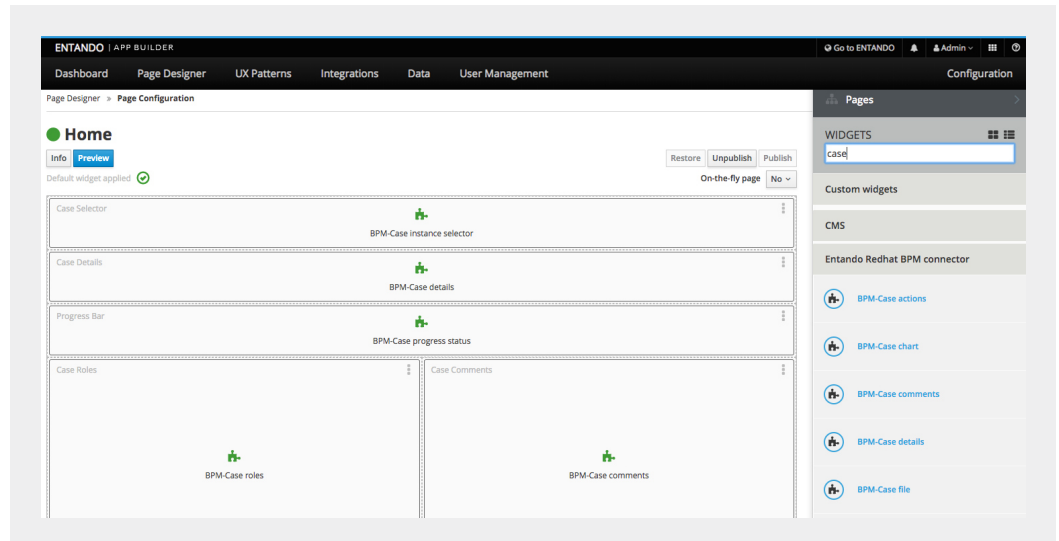 ENTANDO | APP BUILDER
Go to ENTANDO
Admin
Dashboard Page Designer UX Patterns Integrations Data User Management
Configuration
Page Designer » Page Configuration
Home
Info Preview
Restore Unpublish Publish
Default widget applied
On-the-fly page No
Case Selector
BPM-Case instance selector
Case Details
BPM-Case details
Progress Bar
BPM-Case progress status
Case Roles
BPM-Case roles
Case Comments
BPM-Case comments
Pages
WIDGETS
case
Custom widgets
CMS
Entando Redhat BPM connector
BPM-Case actions
BPM-Case chart
BPM-Case comments
BPM-Case details
BPM-Case file